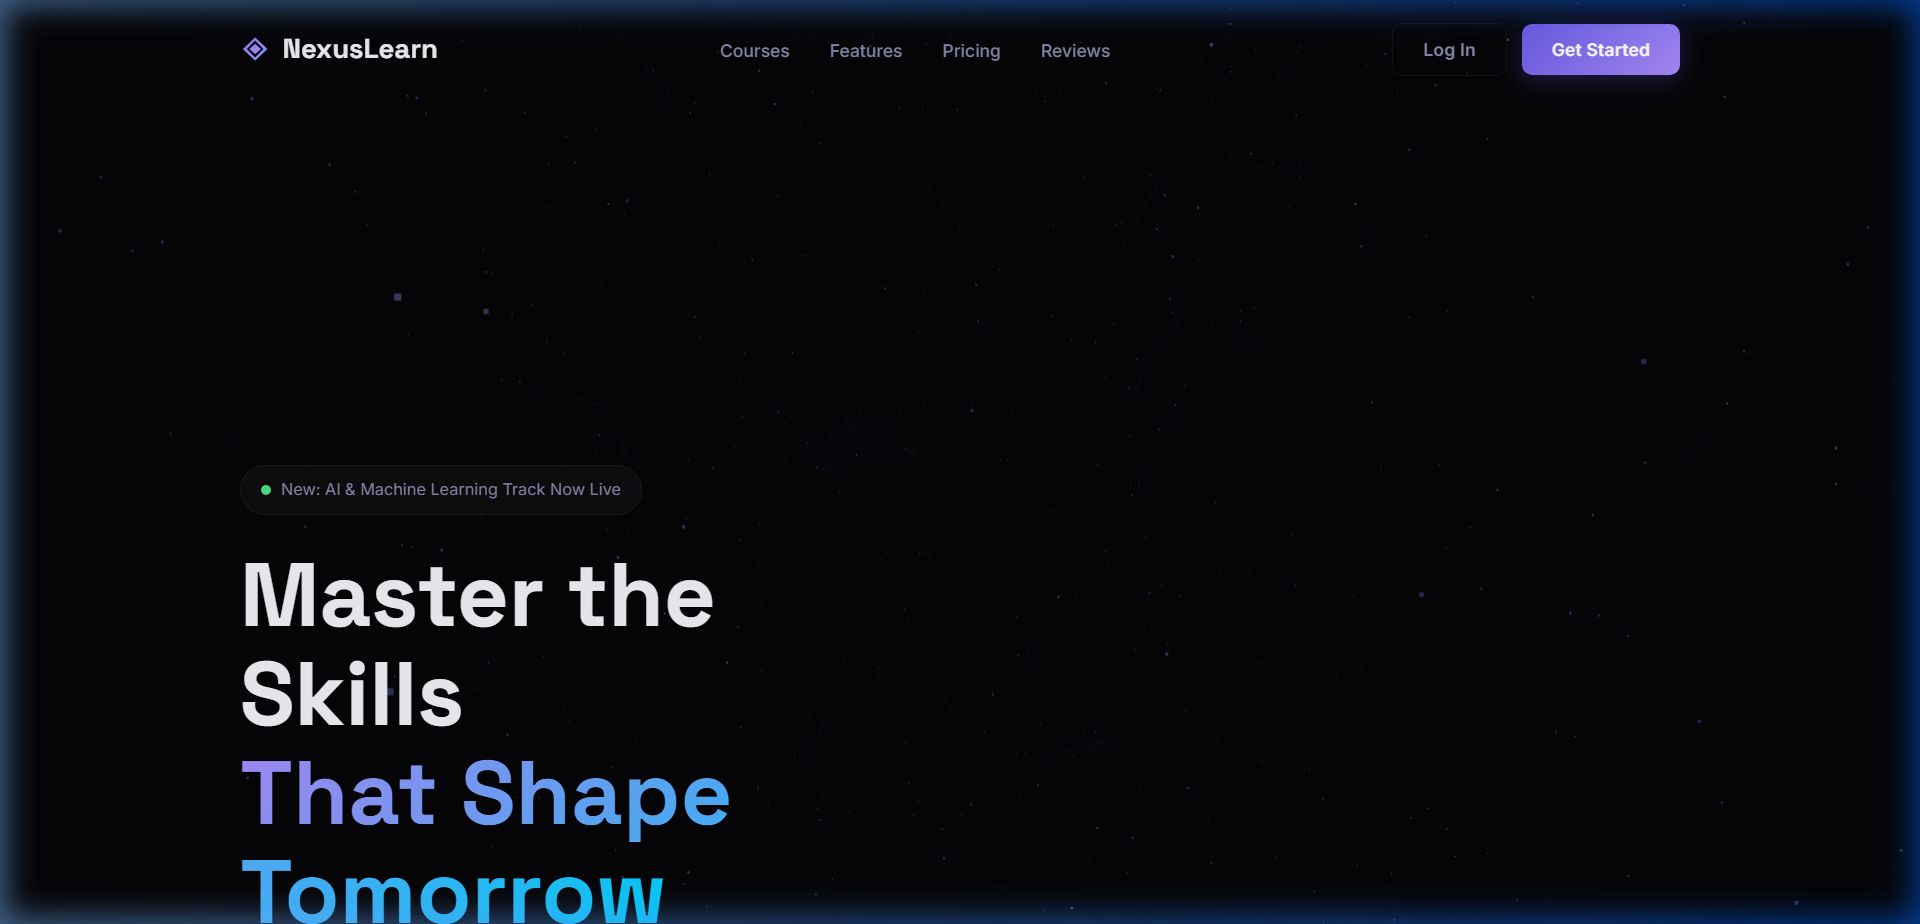 NexusLearn
Courses
Features
Pricing
Reviews
Log In
Get Started
New: AI & Machine Learning Track Now Live
Master the
Skills
That Shape
Tomorrow